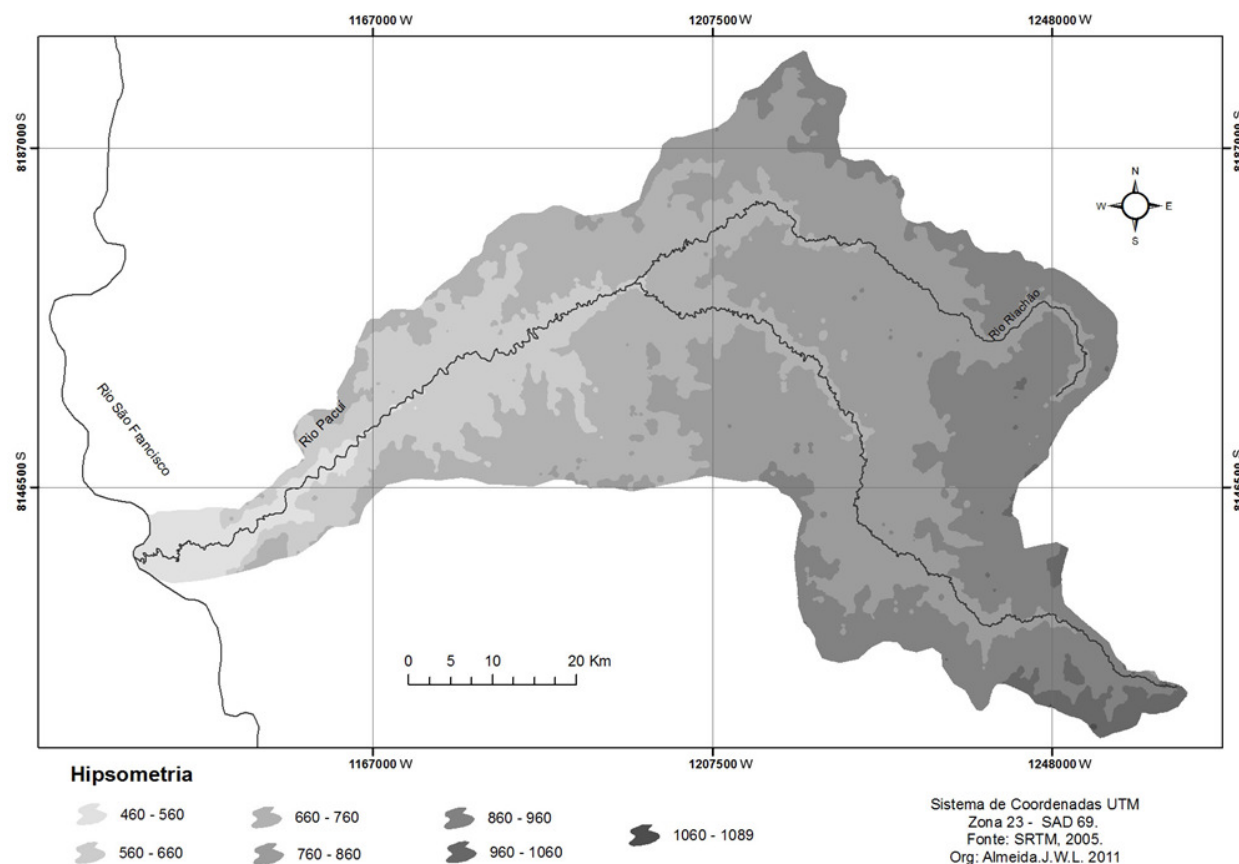 1167000 W
1207500 W
1248000 W
8187000 S
8187000 S
N
W
E
S
Rio Riachão
Rio São Francisco
Rio Pacuí
8146500 S
8146500 S
0 5 10 20 Km
1167000 W
1207500 W
1248000 W
Hipsometria
460 - 560
660 - 760
860 - 960
1060 - 1089
560 - 660
760 - 860
960 - 1060
Sistema de Coordenadas UTM
Zona 23 - SAD 69.
Fonte: SRTM, 2005.
Org: Almeida.J.W.L. 2011